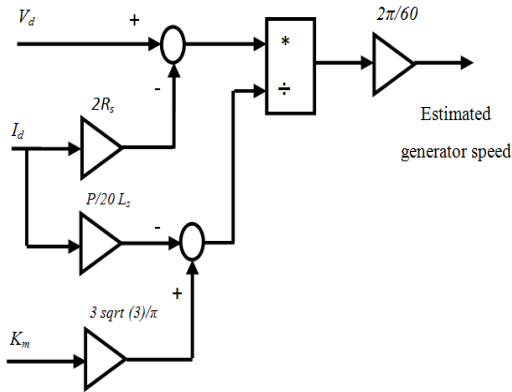 V_d
+
*
÷
2π/60
-
2R_s
I_d
Estimated
generator speed
P/20 L_s
-
+
3 sqrt (3)/π
K_m